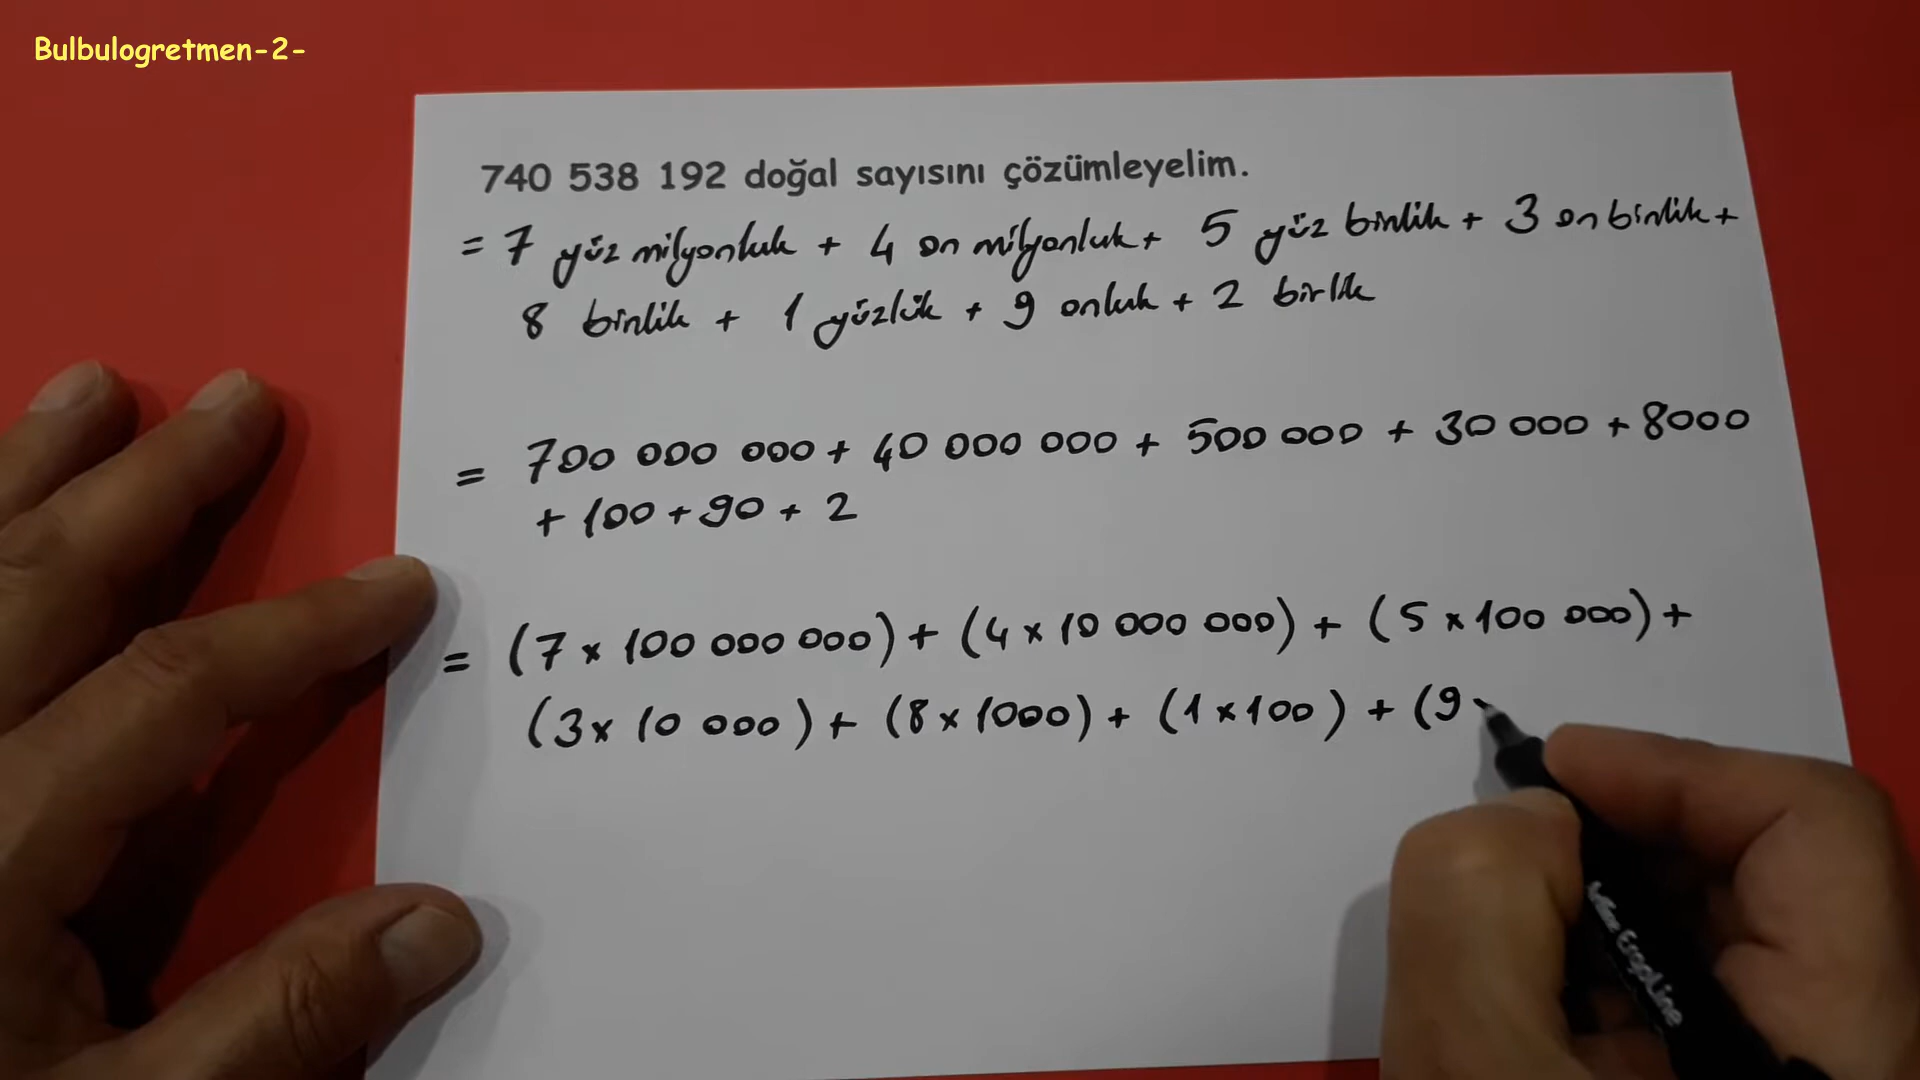 Bulbulogretmen-2-
740 538 192 doğal sayısını çözümleyelim.
= 7 yüz milyonluk + 4 on milyonluk + 5 yüz binlik + 3 on binlik +
8 binlik + 1 yüzlük + 9 onluk + 2 birlik
= 700 000 000 + 40 000 000 + 500 000 + 30 000 + 8000
+ 100 + 90 + 2
= (7 x 100 000 000) + (4 x 10 000 000) + (5 x 100 000) +
(3 x 10 000) + (8 x 1000) + (1 x 100) + (9
ErgoLine